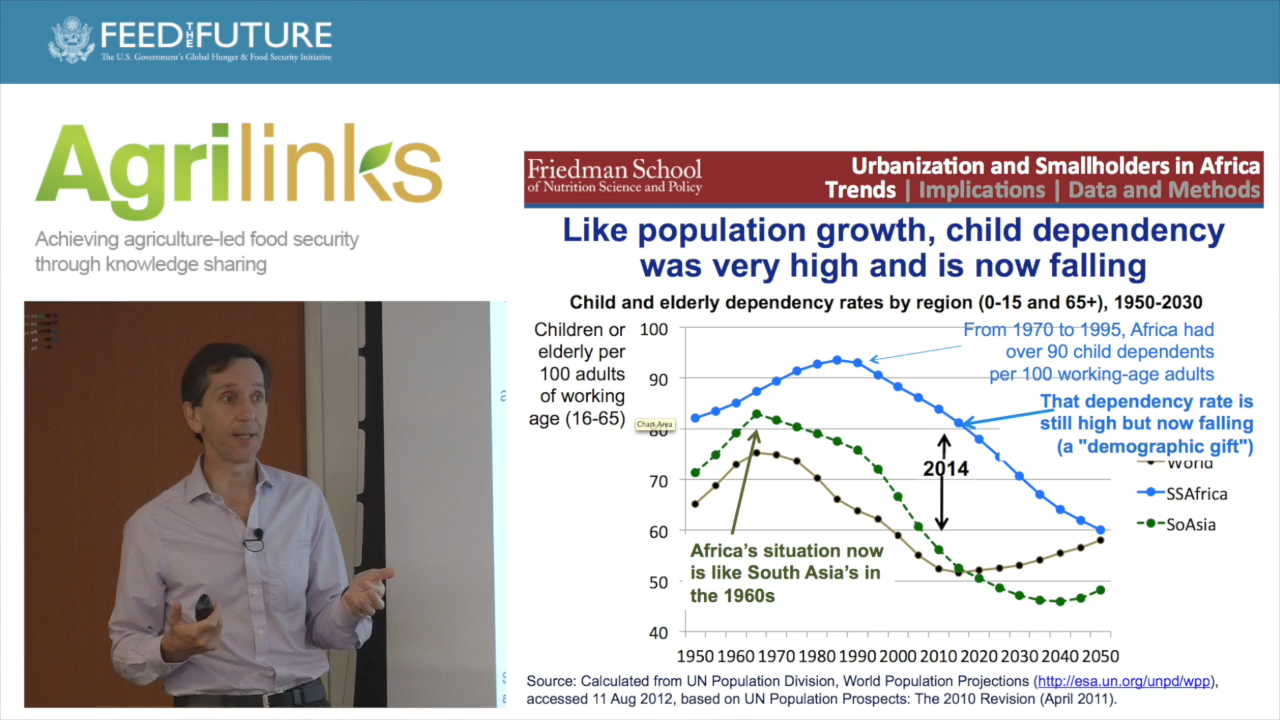 FEED THE FUTURE
The U.S. Government's Global Hunger & Food Security Initiative
Agrilinks
Achieving agriculture-led food security
through knowledge sharing
Friedman School
of Nutrition Science and Policy
Urbanization and Smallholders in Africa
Trends | Implications | Data and Methods
Like population growth, child dependency
was very high and is now falling
Child and elderly dependency rates by region (0-15 and 65+), 1950-2030
Children or
elderly per
100 adults
of working
age (16-65)
Chart Area
100
90
80
70
60
50
40
From 1970 to 1995, Africa had
over 90 child dependents
per 100 working-age adults
That dependency rate is
still high but now falling
(a "demographic gift")
2014
World
SSAfrica
SoAsia
Africa's situation now
is like South Asia's in
the 1960s
1950 1960 1970 1980 1990 2000 2010 2020 2030 2040 2050
Source: Calculated from UN Population Division, World Population Projections (http://esa.un.org/unpd/wpp),
accessed 11 Aug 2012, based on UN Population Prospects: The 2010 Revision (April 2011).